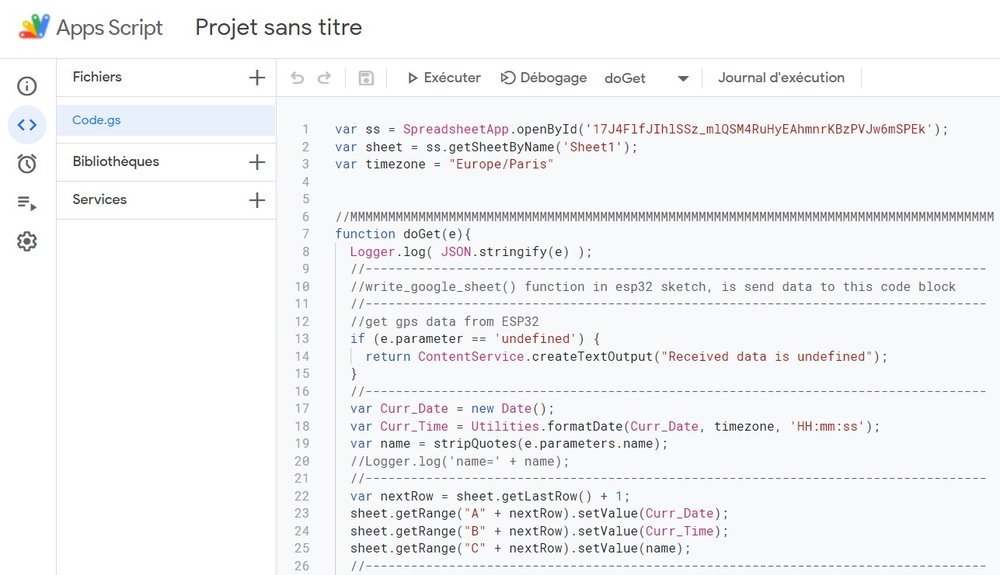 Apps Script Projet sans titre
Fichiers
Exécuter Débogage doGet Journal d'exécution
Code.gs
Bibliothèques
Services
1 var ss = SpreadsheetApp.openById('17J4FlfJIhlSSz_mlQSM4RuHyEAhmnrKBzPVJw6mSPEk');
2 var sheet = ss.getSheetByName('Sheet1');
3 var timezone = "Europe/Paris"
4
5
6 //MMMMMMMMMMMMMMMMMMMMMMMMMMMMMMMMMMMMMMMMMMMMMMMMMMMMMMMMMMMMMMMMMMMMMMMMMMMMMMMMMMMMM
7 function doGet(e){
8 Logger.log( JSON.stringify(e) );
9 //----------------------------------------------------------------------------------
10 //write_google_sheet() function in esp32 sketch, is send data to this code block
11 //----------------------------------------------------------------------------------
12 //get gps data from ESP32
13 if (e.parameter == 'undefined') {
14 return ContentService.createTextOutput("Received data is undefined");
15 }
16 //----------------------------------------------------------------------------------
17 var Curr_Date = new Date();
18 var Curr_Time = Utilities.formatDate(Curr_Date, timezone, 'HH:mm:ss');
19 var name = stripQuotes(e.parameters.name);
20 //Logger.log('name=' + name);
21 //----------------------------------------------------------------------------------
22 var nextRow = sheet.getLastRow() + 1;
23 sheet.getRange("A" + nextRow).setValue(Curr_Date);
24 sheet.getRange("B" + nextRow).setValue(Curr_Time);
25 sheet.getRange("C" + nextRow).setValue(name);
26 //----------------------------------------------------------------------------------